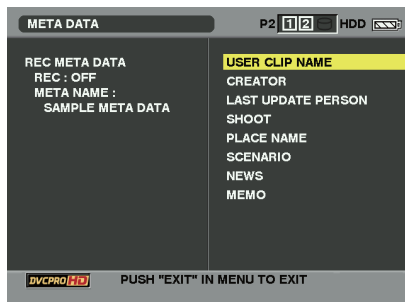 META DATA
P2 1 2 HDD
REC META DATA
REC : OFF
META NAME :
SAMPLE META DATA
USER CLIP NAME
CREATOR
LAST UPDATE PERSON
SHOOT
PLACE NAME
SCENARIO
NEWS
MEMO
DVCPRO HD
PUSH "EXIT" IN MENU TO EXIT